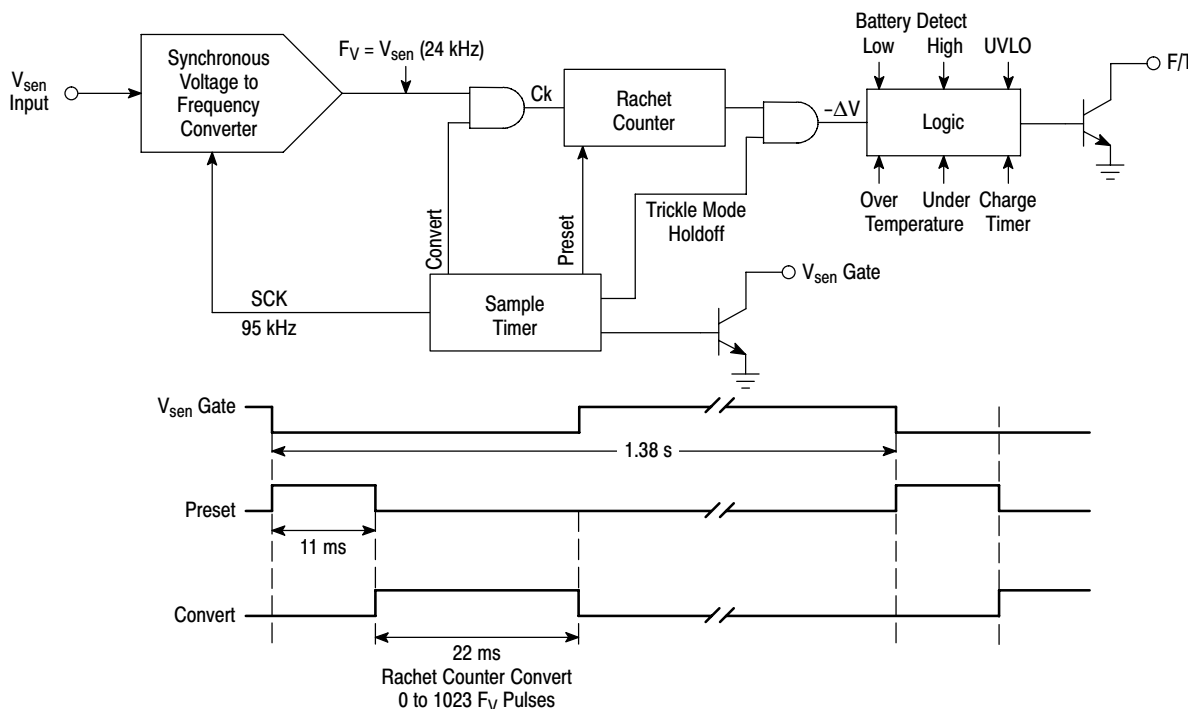 Battery Detect
Low High UVLO
F/T
F_V = V_sen (24 kHz)
Synchronous
Voltage to
Frequency
Converter
V_sen
Input
Ck
Rachet
Counter
–ΔV
Logic
Over
Temperature
Under
Charge
Timer
Convert
Preset
Trickle Mode
Holdoff
SCK
95 kHz
Sample
Timer
V_sen Gate
V_sen Gate
1.38 s
Preset
11 ms
Convert
22 ms
Rachet Counter Convert
0 to 1023 F_V Pulses